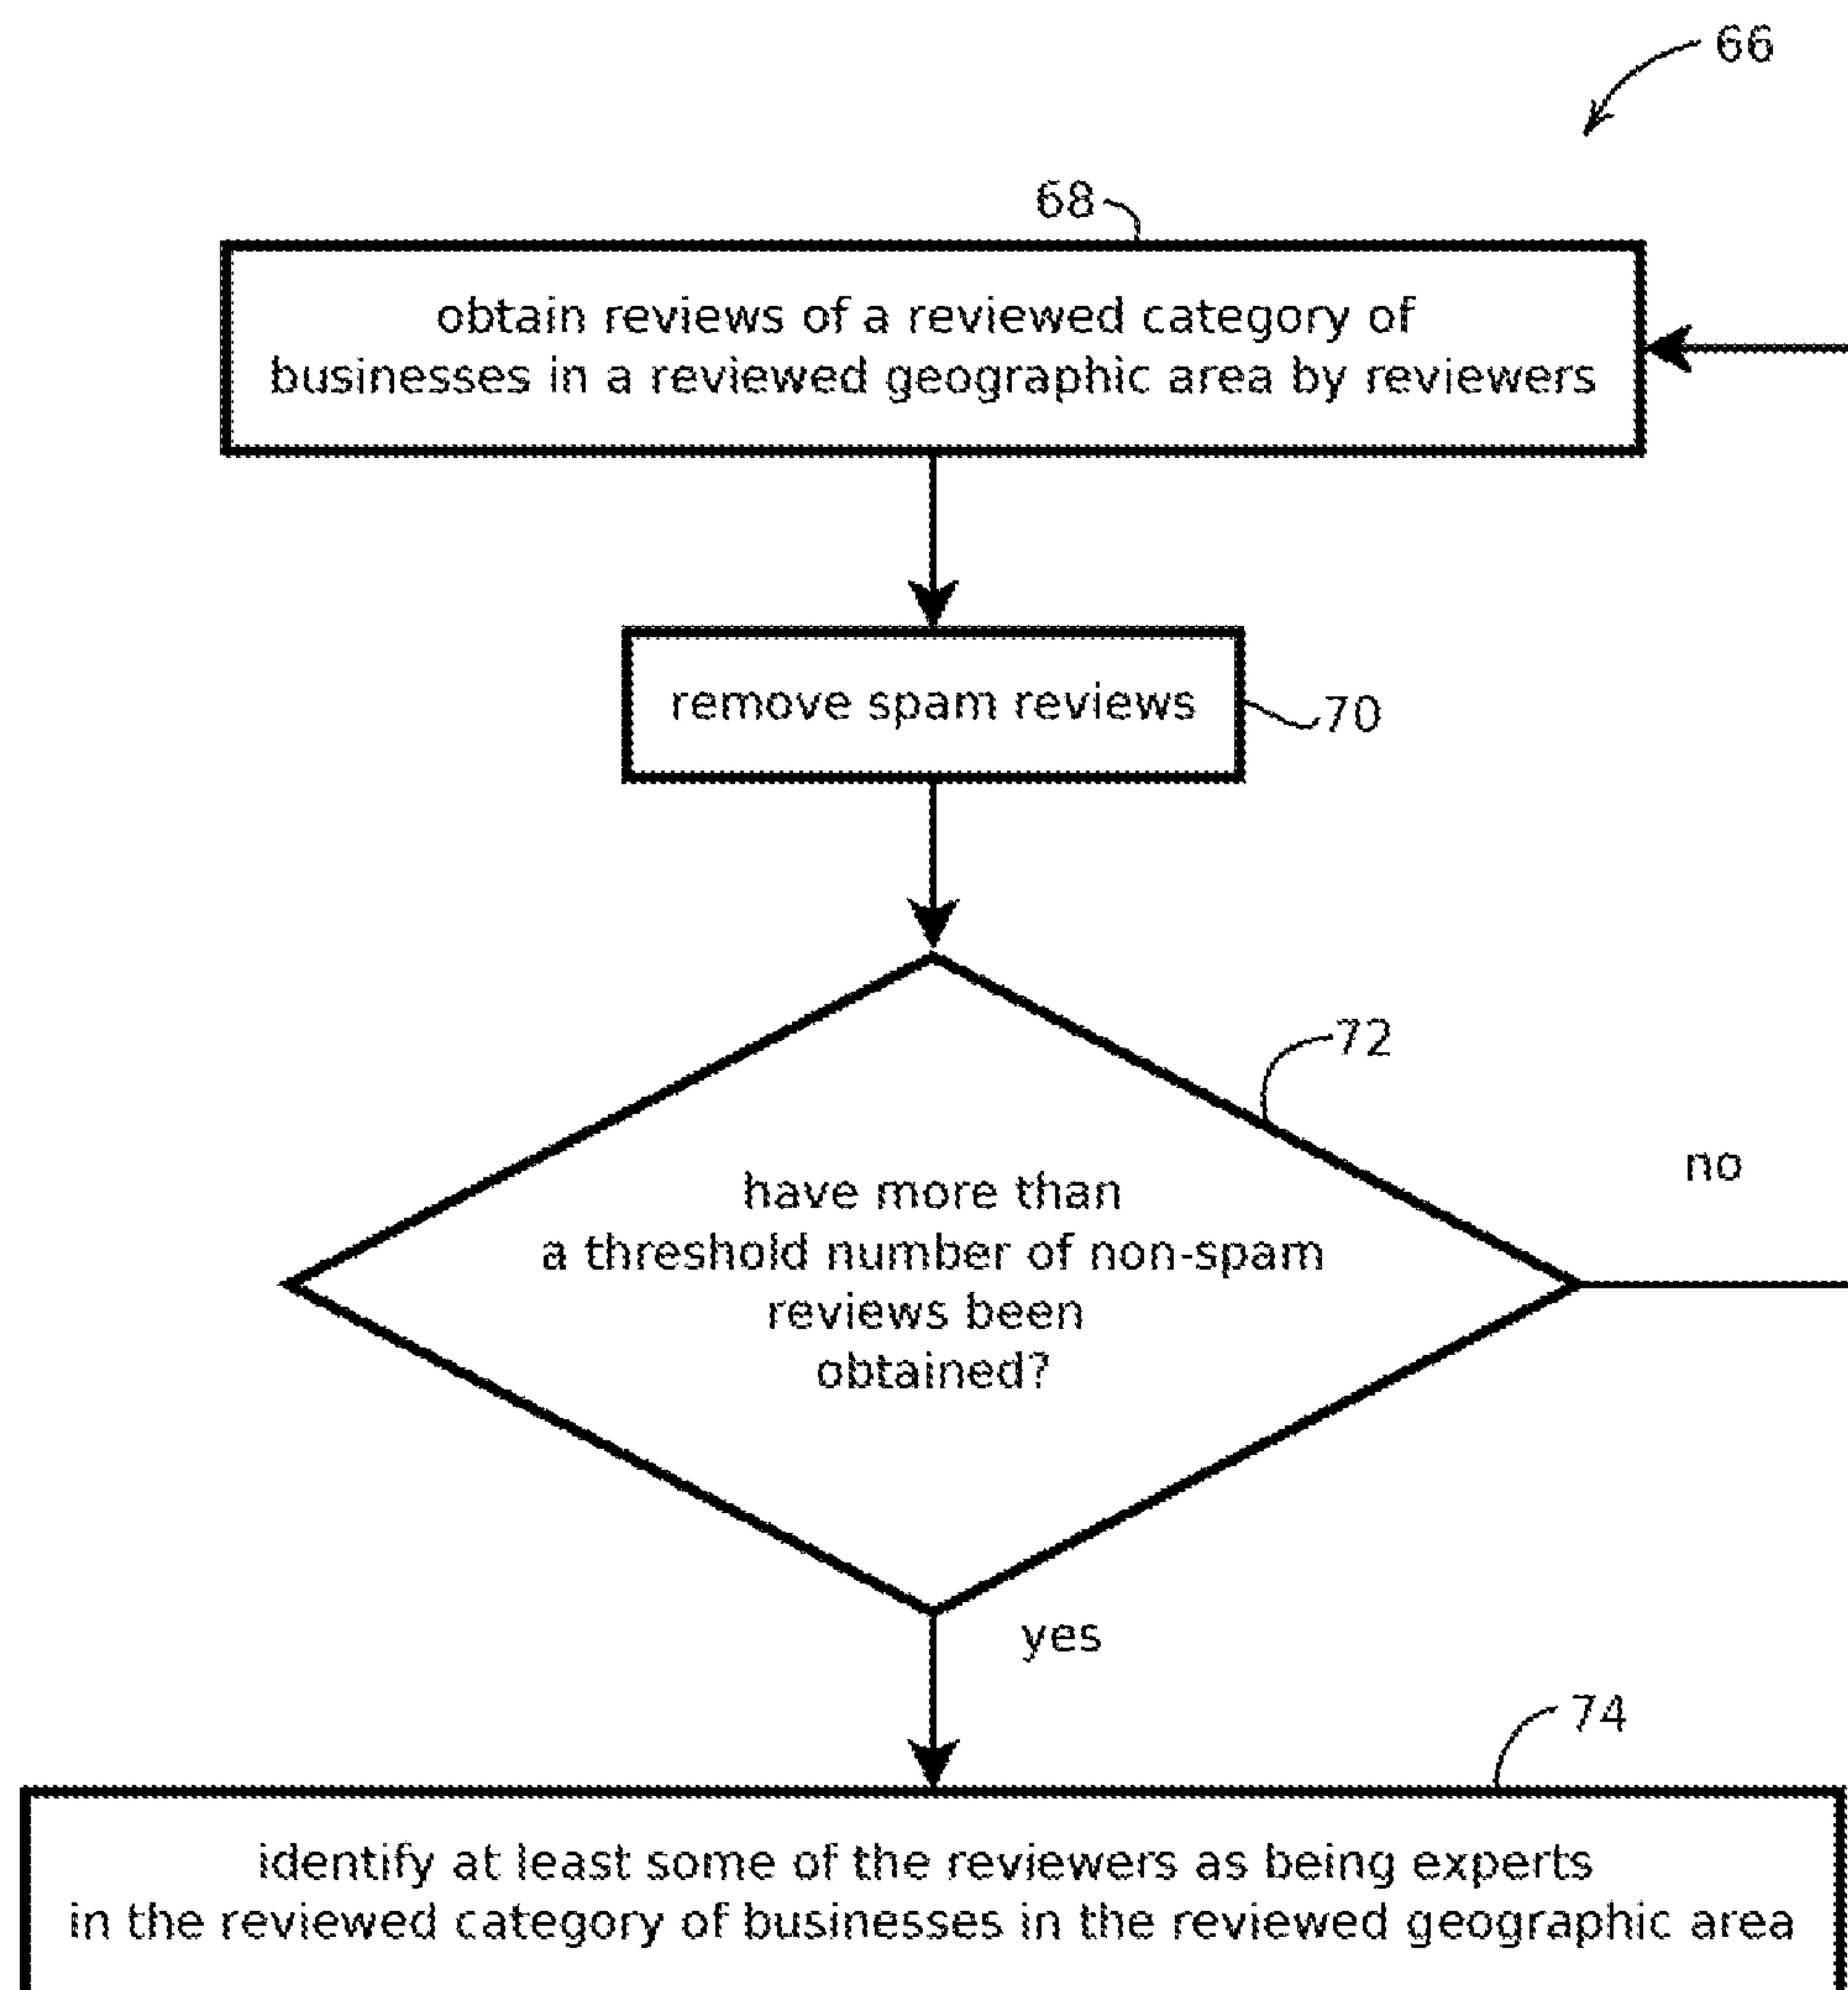 66
68
obtain reviews of a reviewed category of
businesses in a reviewed geographic area by reviewers
remove spam reviews
70
72
have more than
a threshold number of non-spam
reviews been
obtained?
no
yes
74
identify at least some of the reviewers as being experts
in the reviewed category of businesses in the reviewed geographic area